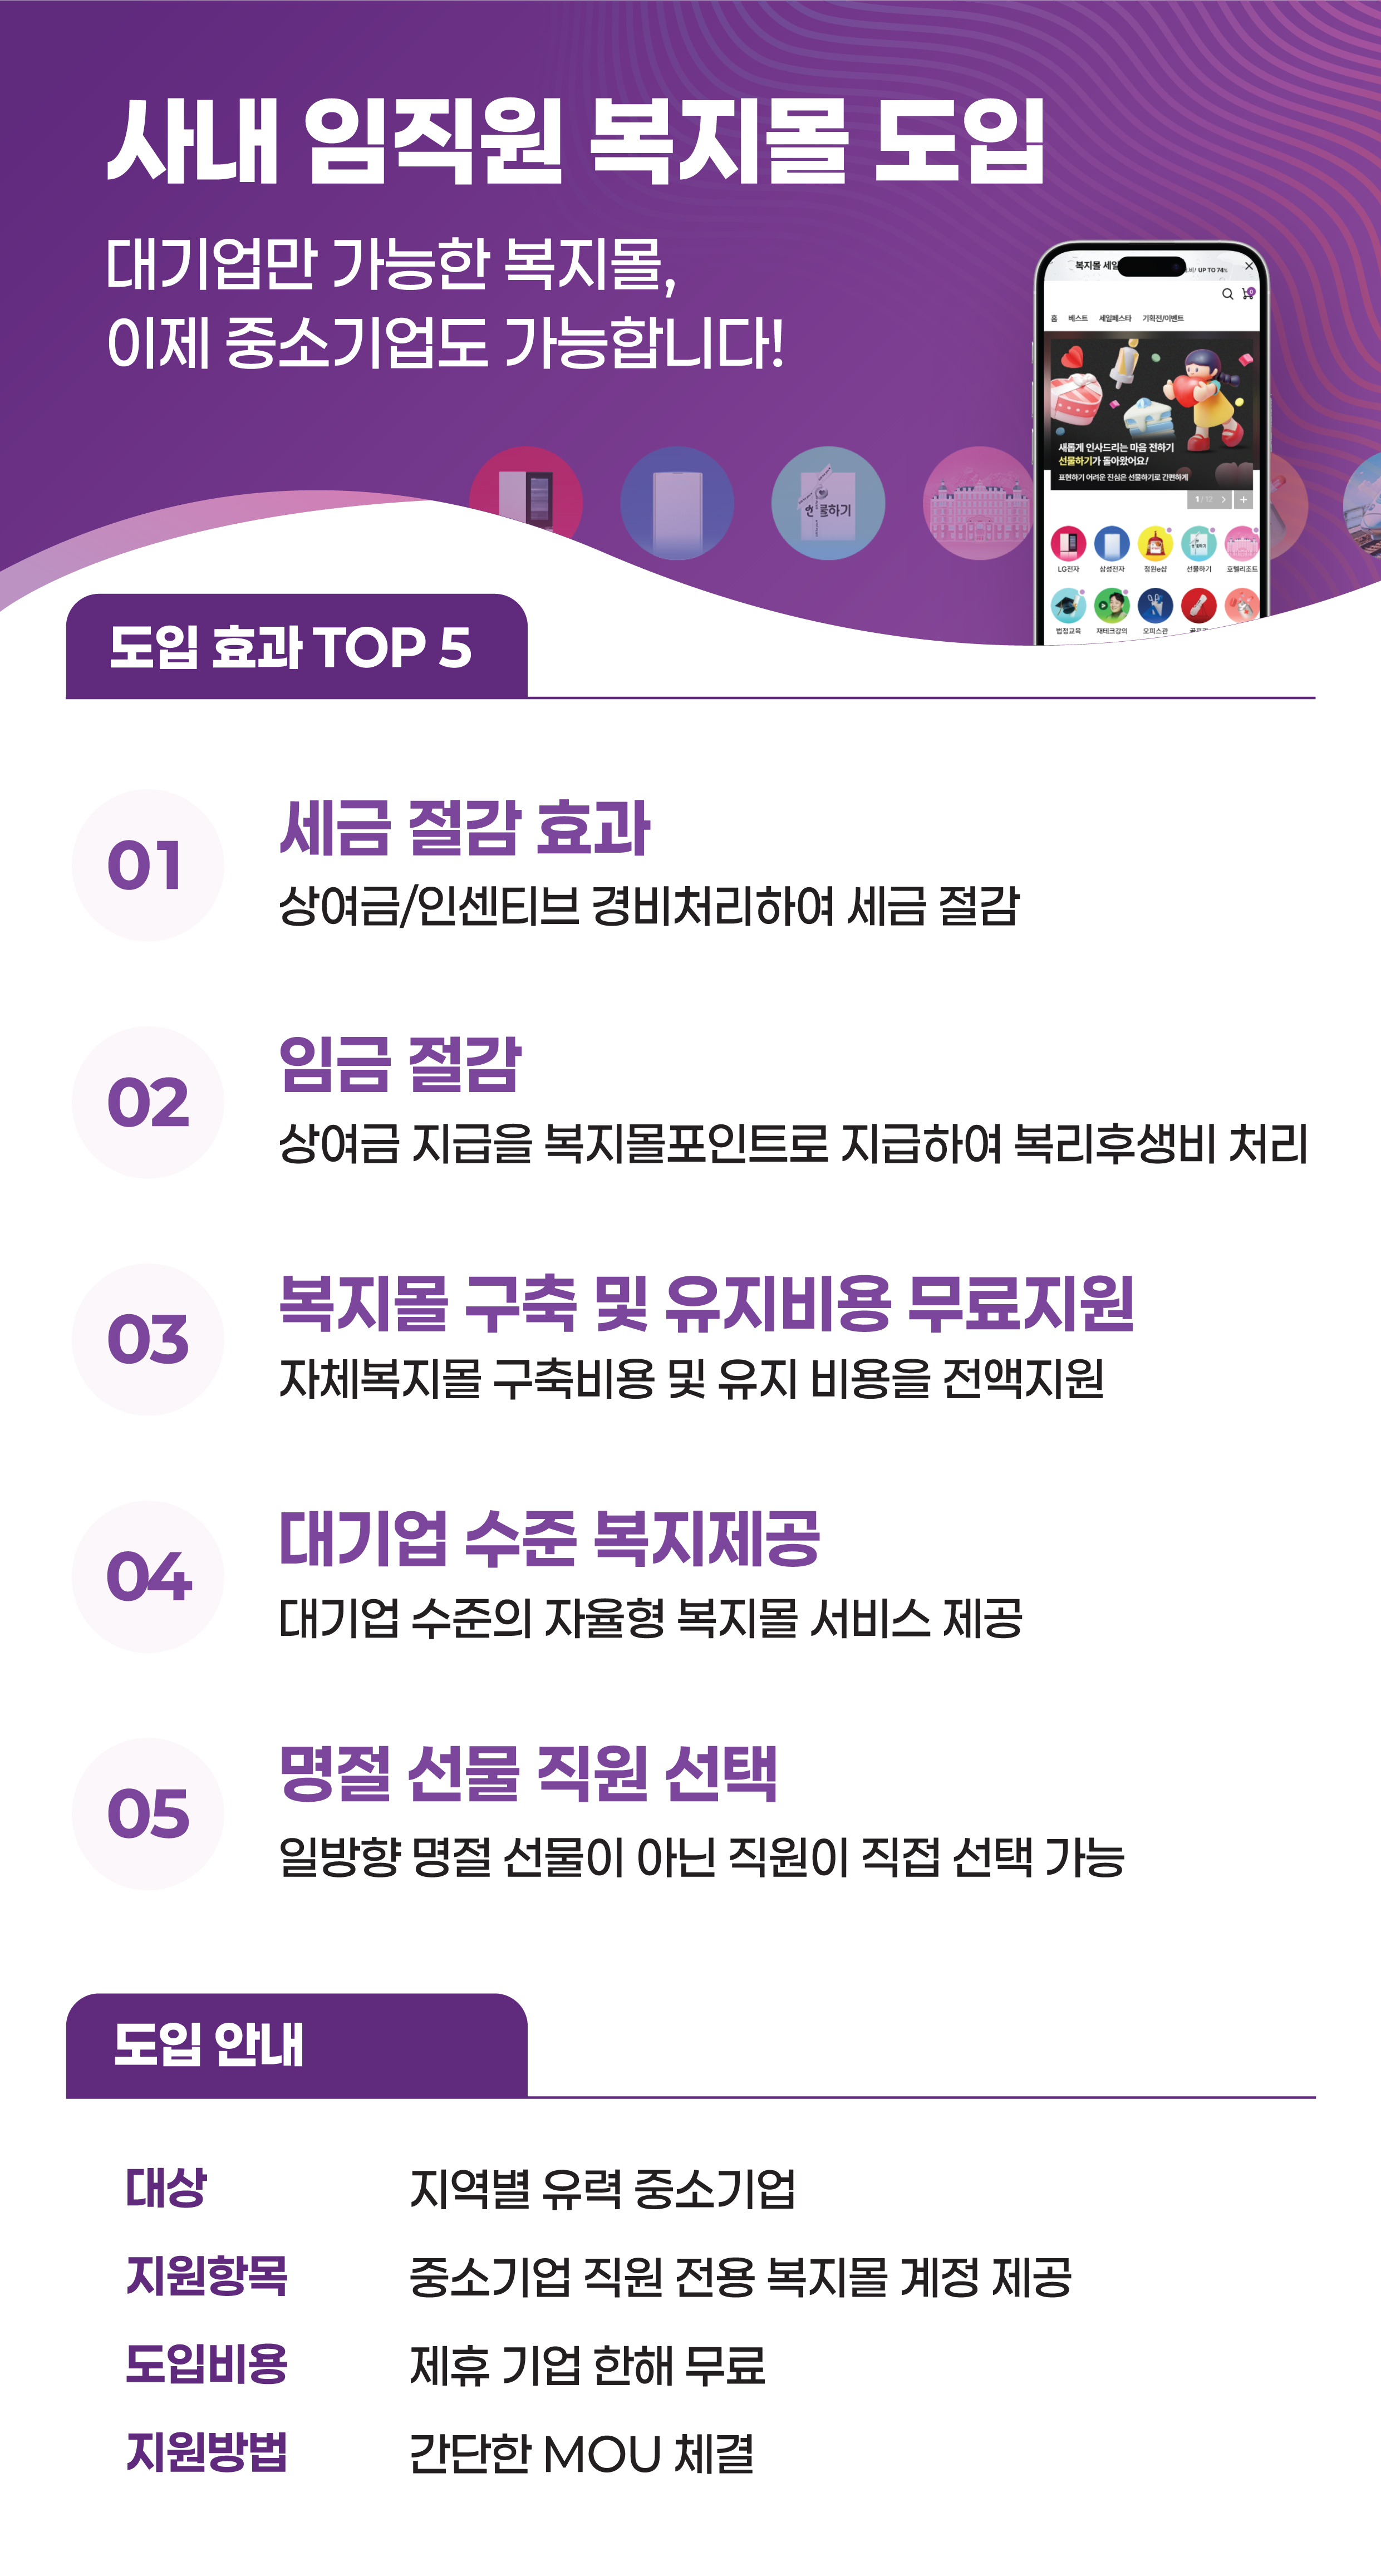 사내 임직원 복지몰 도입
대기업만 가능한 복지몰,
이제 중소기업도 가능합니다!
복지몰 세일
UP TO 74%
홈 베스트 세일페스타 기획전/이벤트
새롭게 인사드리는 마음 전하기
선물하기가 돌아왔어요!
표현하기 어려운 진심은 선물하기로 간편하게
1 / 12
LG전자 삼성전자 정원e샵 선물하기 호텔리조트
법정교육 재테크강의 오피스관
도입 효과 TOP 5
01
세금 절감 효과
상여금/인센티브 경비처리하여 세금 절감
02
임금 절감
상여금 지급을 복지몰포인트로 지급하여 복리후생비 처리
03
복지몰 구축 및 유지비용 무료지원
자체복지몰 구축비용 및 유지 비용을 전액지원
04
대기업 수준 복지제공
대기업 수준의 자율형 복지몰 서비스 제공
05
명절 선물 직원 선택
일방향 명절 선물이 아닌 직원이 직접 선택 가능
도입 안내
대상 지역별 유력 중소기업
지원항목 중소기업 직원 전용 복지몰 계정 제공
도입비용 제휴 기업 한해 무료
지원방법 간단한 MOU 체결